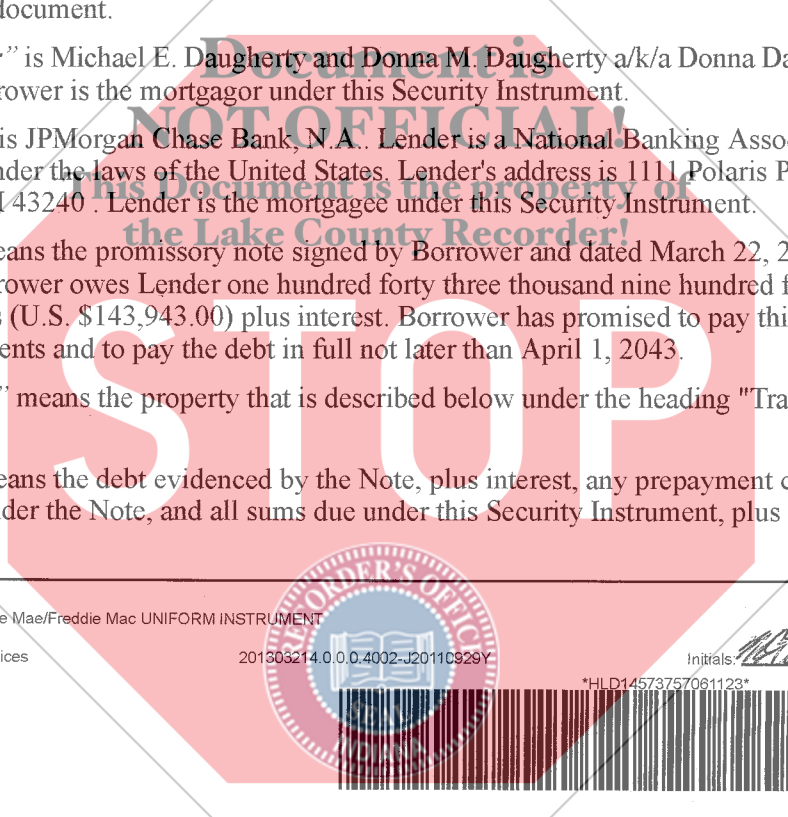 document.
” is Michael E. Daugherty and Donna M. Daugherty a/k/a Donna Da
rower is the mortgagor under this Security Instrument.
is JPMorgan Chase Bank, N.A.. Lender is a National Banking Asso
nder the laws of the United States. Lender's address is 1111 Polaris P
43240 . Lender is the mortgagee under this Security Instrument.
eans the promissory note signed by Borrower and dated March 22, 2
rower owes Lender one hundred forty three thousand nine hundred f
s (U.S. $143,943.00) plus interest. Borrower has promised to pay thi
ents and to pay the debt in full not later than April 1, 2043.
” means the property that is described below under the heading "Tra
eans the debt evidenced by the Note, plus interest, any prepayment c
nder the Note, and all sums due under this Security Instrument, plus
Document is
NOT OFFICIAL!
This Document is the property of
the Lake County Recorder!
STOP
e Mae/Freddie Mac UNIFORM INSTRUMENT
ices
201303214.0.0.0.4002-J20110929Y
Initials:
*HLD14573757061123*
RECORDER'S OFFICE
SEAL
INDIANA